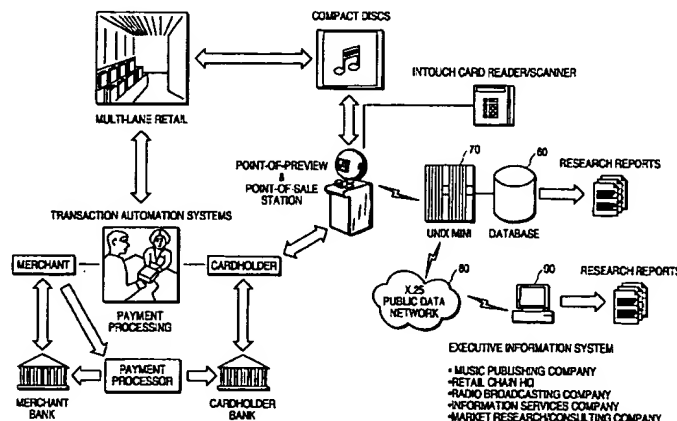 COMPACT DISCS
MULTI-LANE RETAIL
INTOUCH CARD READER/SCANNER
POINT-OF-PREVIEW
&
POINT-OF-SALE
STATION
70
60
RESEARCH REPORTS
UNIX MINI
DATABASE
TRANSACTION AUTOMATION SYSTEMS
MERCHANT
CARDHOLDER
PAYMENT
PROCESSING
80
X.25
PUBLIC DATA
NETWORK
90
RESEARCH REPORTS
MERCHANT
BANK
PAYMENT
PROCESSOR
CARDHOLDER
BANK
EXECUTIVE INFORMATION SYSTEM
• MUSIC PUBLISHING COMPANY
•RETAIL CHAIN HQ
•RADIO BROADCASTING COMPANY
•INFORMATION SERVICES COMPANY
•MARKET RESEARCH/CONSULTING COMPANY